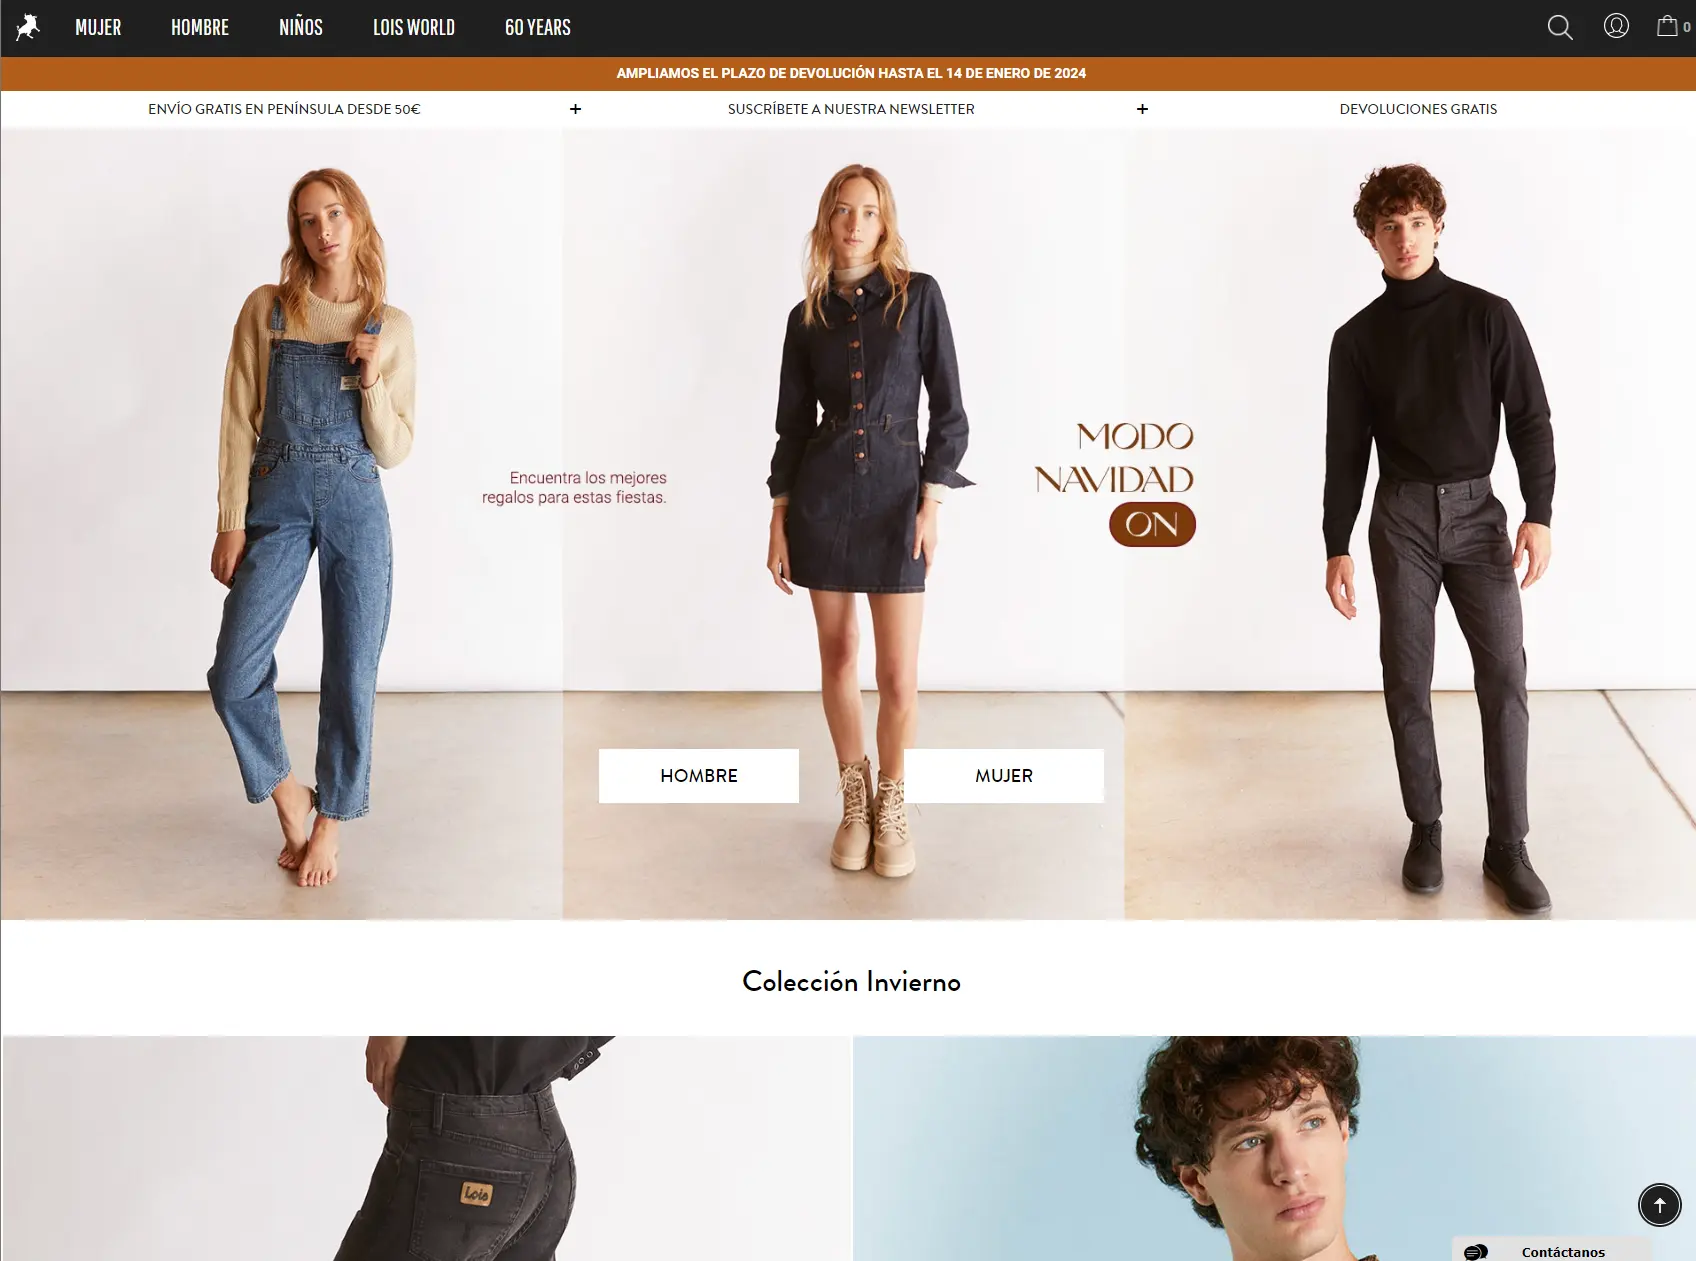 MUJER HOMBRE NIÑOS LOIS WORLD 60 YEARS 0
AMPLIAMOS EL PLAZO DE DEVOLUCIÓN HASTA EL 14 DE ENERO DE 2024
ENVÍO GRATIS EN PENÍNSULA DESDE 50€ + SUSCRÍBETE A NUESTRA NEWSLETTER + DEVOLUCIONES GRATIS
Encuentra los mejores
regalos para estas fiestas.
MODO
NAVIDAD
ON
HOMBRE
MUJER
Colección Invierno
Lois
Contáctanos